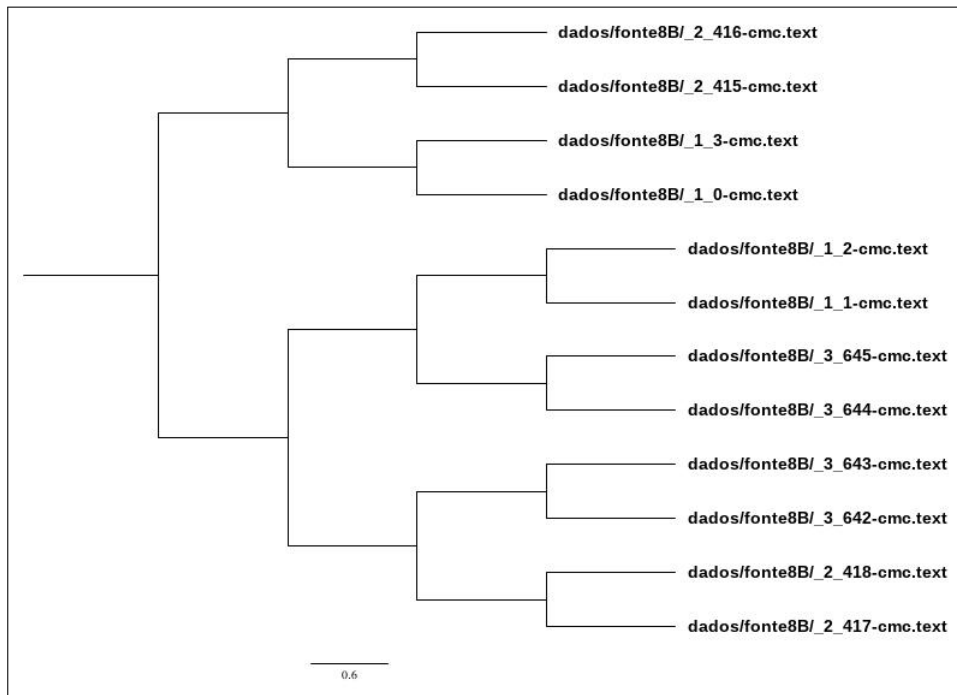 dados/fonte8B/_2_416-cmc.text
dados/fonte8B/_2_415-cmc.text
dados/fonte8B/_1_3-cmc.text
dados/fonte8B/_1_0-cmc.text
dados/fonte8B/_1_2-cmc.text
dados/fonte8B/_1_1-cmc.text
dados/fonte8B/_3_645-cmc.text
dados/fonte8B/_3_644-cmc.text
dados/fonte8B/_3_643-cmc.text
dados/fonte8B/_3_642-cmc.text
dados/fonte8B/_2_418-cmc.text
dados/fonte8B/_2_417-cmc.text
0.6